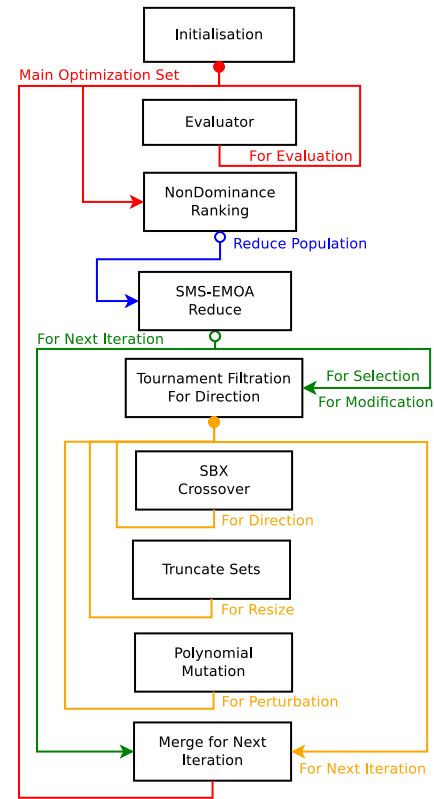 Initialisation
Main Optimization Set
Evaluator
For Evaluation
NonDominance
Ranking
Reduce Population
SMS-EMOA
Reduce
For Next Iteration
Tournament Filtration
For Direction
For Selection
For Modification
SBX
Crossover
For Direction
Truncate Sets
For Resize
Polynomial
Mutation
For Perturbation
Merge for Next
Iteration
For Next Iteration